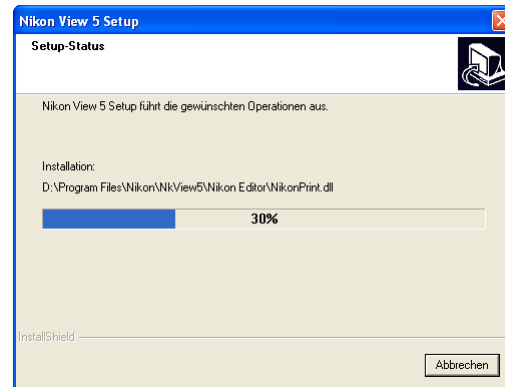 Nikon View 5 Setup
Setup-Status
Nikon View 5 Setup führt die gewünschten Operationen aus.
Installation:
D:\Program Files\Nikon\NkView5\Nikon Editor\NikonPrint.dll
30%
InstallShield
Abbrechen